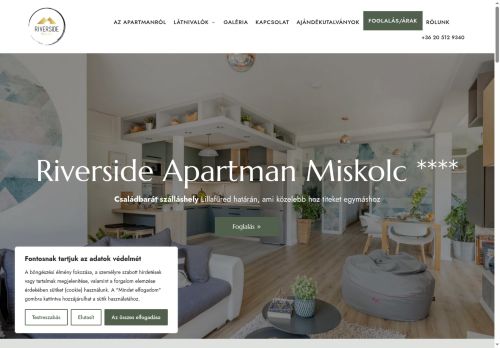 RIVERSIDE
AZ APARTMANRÓL LÁTNIVALÓK GALÉRIA KAPCSOLAT AJÁNDÉKUTALVÁNYOK FOGLALÁS/ÁRAK RÓLUNK
+36 20 512 9340
Riverside Apartman Miskolc ****
Családbarát szálláshely Lillafüred határán, ami közelebb hoz titeket egymáshoz
Foglalás »
Fontosnak tartjuk az adatok védelmét
A böngészési élmény fokozása, a személyre szabott hirdetések
vagy tartalmak megjelenítése, valamint a forgalom elemzése
érdekében sütiket (cookie) használunk. A "Mindet elfogadom"
gombra kattintva hozzájárulhat a sütik használatához.
Testreszabás Elutasít Az összes elfogadása